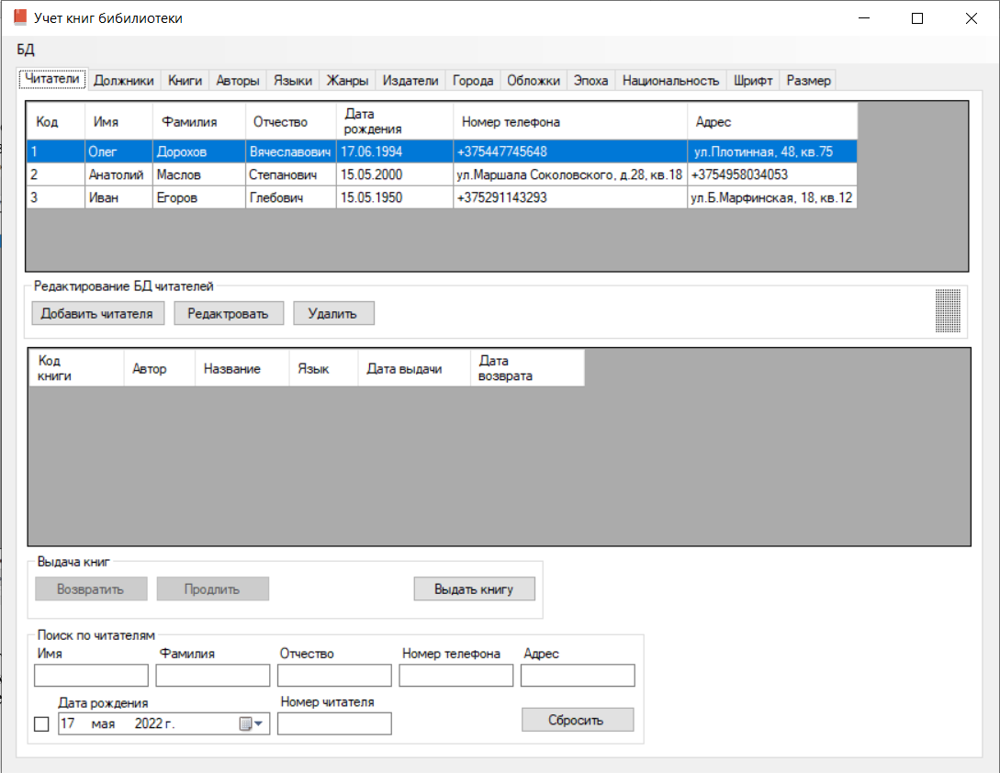 Учет книг бибилиотеки
БД
Читатели Должники Книги Авторы Языки Жанры Издатели Города Обложки Эпоха Национальность Шрифт Размер
Код Имя Фамилия Отчество Дата рождения Номер телефона Адрес
1 Олег Дорохов Вячеславович 17.06.1994 +375447745648 ул.Плотинная, 48, кв.75
2 Анатолий Маслов Степанович 15.05.2000 ул.Маршала Соколовского, д.28, кв.18 +3754958034053
3 Иван Егоров Глебович 15.05.1950 +375291143293 ул.Б.Марфинская, 18, кв.12
Редактирование БД читателей
Добавить читателя Редактровать Удалить
Код книги Автор Название Язык Дата выдачи Дата возврата
Выдача книг
Возвратить Продлить Выдать книгу
Поиск по читателям
Имя Фамилия Отчество Номер телефона Адрес
Дата рождения Номер читателя
17 мая 2022 г. Сбросить